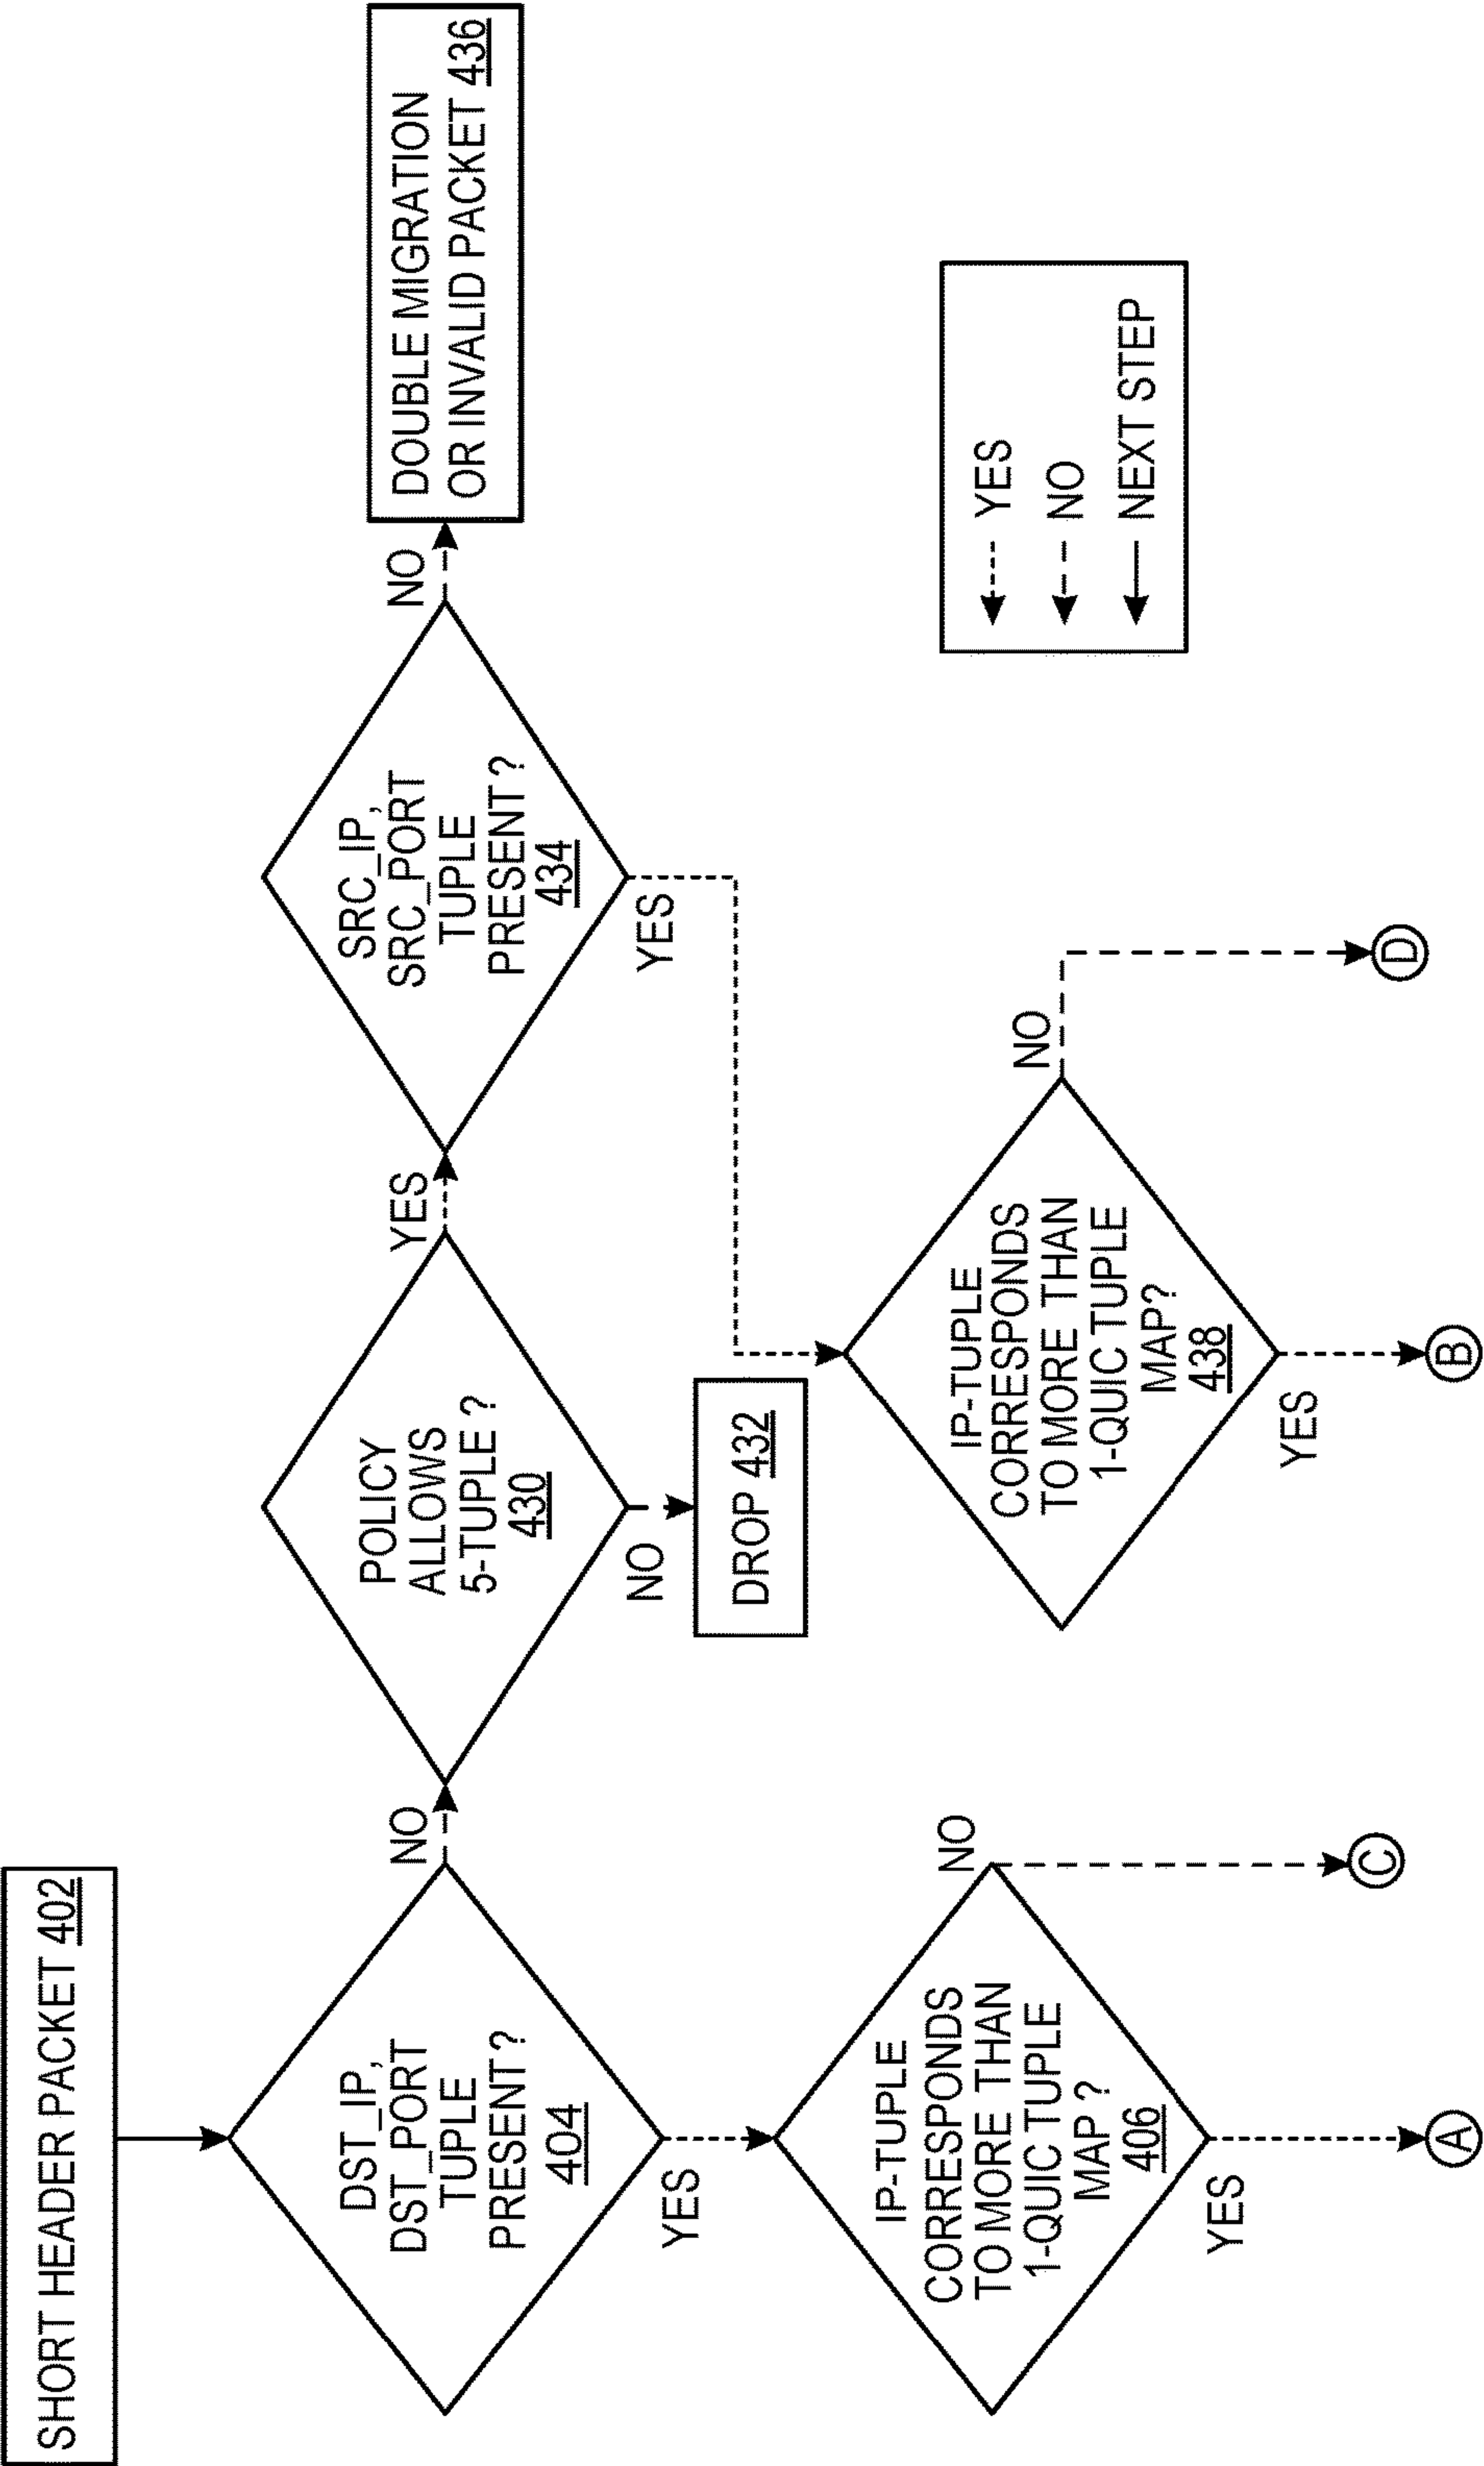 SHORT HEADER PACKET 402
DST_IP,
DST_PORT
TUPLE
PRESENT ?
404
NO
YES
POLICY
ALLOWS
5-TUPLE ?
430
YES
NO
DROP 432
SRC_IP,
SRC_PORT
TUPLE
PRESENT ?
434
NO
YES
DOUBLE MIGRATION
OR INVALID PACKET 436
IP-TUPLE
CORRESPONDS
TO MORE THAN
1-QUIC TUPLE
MAP ?
406
NO
YES
C
A
IP-TUPLE
CORRESPONDS
TO MORE THAN
1-QUIC TUPLE
MAP?
438
NO
YES
D
B
YES
NO
NEXT STEP